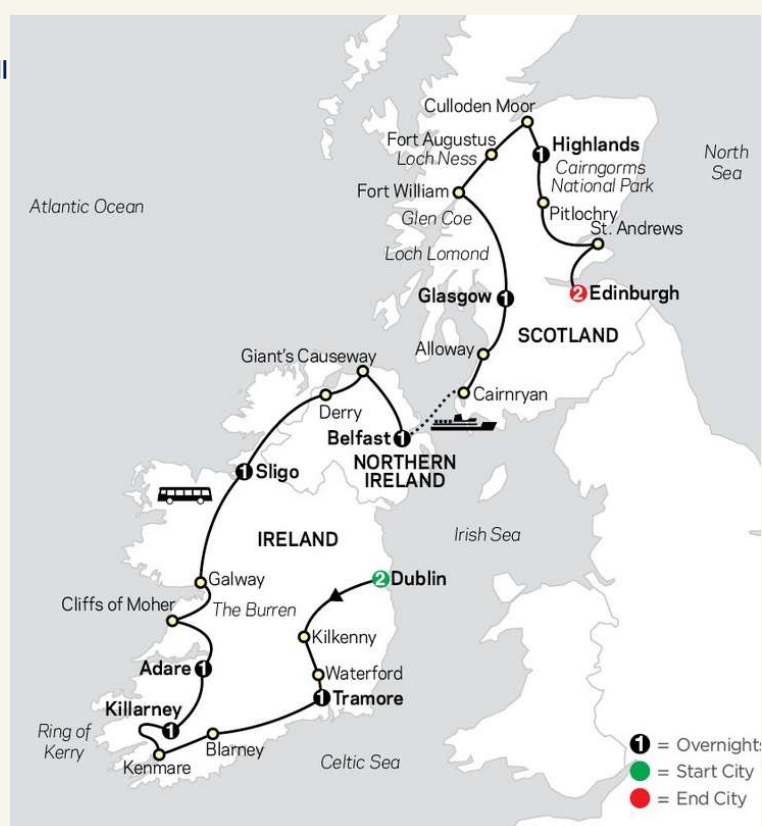 ll
Culloden Moor
Fort Augustus
Loch Ness
1 Highlands
Cairngorms
National Park
North
Sea
Fort William
Atlantic Ocean
Glen Coe
Pitlochry
St. Andrews
Loch Lomond
Glasgow 1
2 Edinburgh
SCOTLAND
Alloway
Giant's Causeway
Cairnryan
Derry
Belfast 1
NORTHERN
IRELAND
1 Sligo
IRELAND
Irish Sea
2 Dublin
Galway
Cliffs of Moher
The Burren
Kilkenny
Adare 1
Waterford
1 Tramore
Killarney
1
Ring of
Kerry
Blarney
Kenmare
Celtic Sea
1 = Overnights
= Start City
= End City